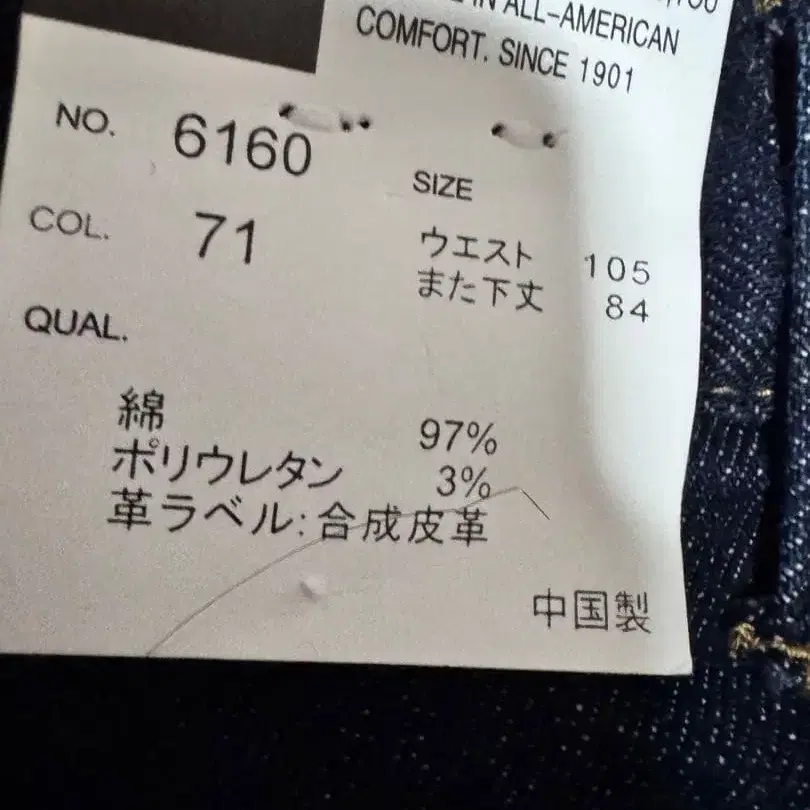 IN ALL-AMERICAN
COMFORT. SINCE 1901
NO. 6160
COL. 71
SIZE
ウエスト 105
また下丈 84
QUAL.
綿 97%
ポリウレタン 3%
革ラベル:合成皮革
中国製